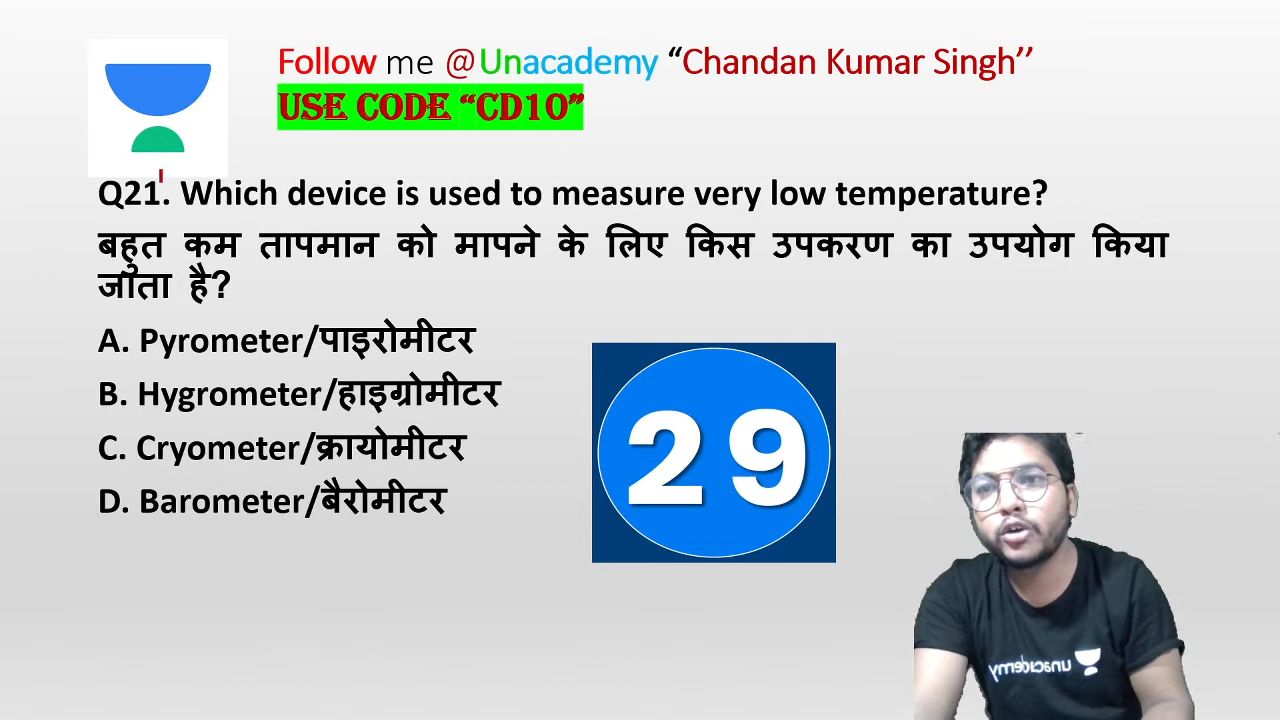 Follow me @Unacademy “Chandan Kumar Singh’’
USE CODE “CD10”
Q21. Which device is used to measure very low temperature?
बहुत कम तापमान को मापने के लिए किस उपकरण का उपयोग किया
जाता है?
A. Pyrometer/पाइरोमीटर
B. Hygrometer/हाइग्रोमीटर
C. Cryometer/क्रायोमीटर
D. Barometer/बैरोमीटर
29
unacademy